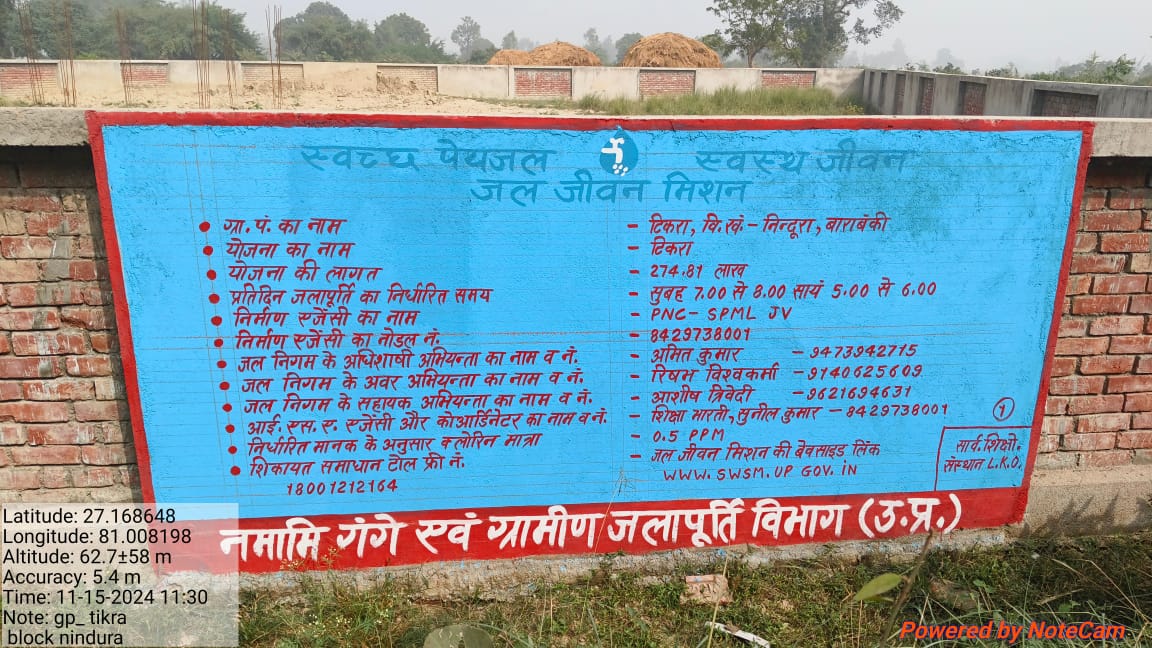 स्वच्छ पेयजल स्वस्थ जीवन
जल जीवन मिशन
• ग्रा.पं. का नाम - टिकरा, वि.खं.- निन्दूरा, बाराबंकी
• योजना का नाम - टिकरा
• योजना की लागत - 274.81 लाख
• प्रतिदिन जलापूर्ति का निर्धारित समय - सुबह 7.00 से 8.00 सायं 5.00 से 6.00
• निर्माण एजेंसी का नाम - PNC- SPML JV
• निर्माण एजेंसी का नोडल नं. - 8429738001
• जल निगम के अधिशाषी अभियन्ता का नाम व नं. - अमित कुमार - 9473942715
• जल निगम के अवर अभियन्ता का नाम व नं. - रिषभ विश्वकर्मा - 9140625609
• जल निगम के सहायक अभियन्ता का नाम व नं. - आशीष त्रिवेदी - 9621694631
• आई. एस. ए. एजेंसी और कोआर्डिनेटर का नाम व नं. - शिक्षा भारती, सुनील कुमार - 8429738001
• निर्धारित मानक के अनुसार क्लोरिन मात्रा - 0.5 PPM
• शिकायत समाधान टोल फ्री नं. - जल जीवन मिशन की वेबसाइड लिंक
18001212164 WWW. SWSM. UP GOV. iN
1
सार्व. शिक्षो.
संस्थान L.K.O.
नमामि गंगे एवं ग्रामीण जलापूर्ति विभाग (उ.प्र.)
Latitude: 27.168648
Longitude: 81.008198
Altitude: 62.7±58 m
Accuracy: 5.4 m
Time: 11-15-2024 11:30
Note: gp_ tikra
block nindura
Powered by NoteCam